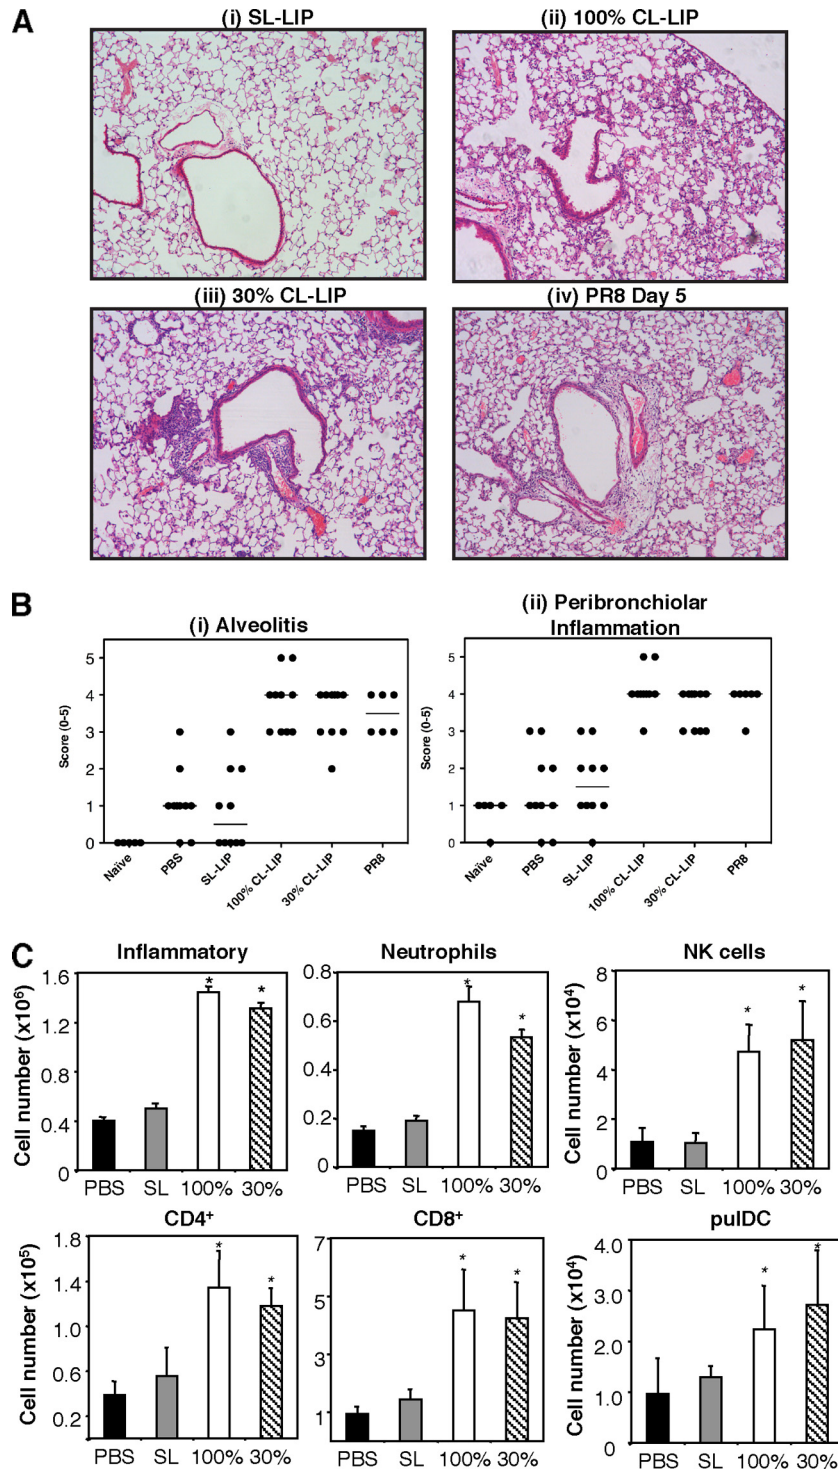 A
(i) SL-LIP
(ii) 100% CL-LIP
(iii) 30% CL-LIP
(iv) PR8 Day 5
B
(i) Alveolitis
(ii) Peribronchiolar
Inflammation
Score (0-5)
5
4
3
2
1
0
Naïve
PBS
SL-LIP
100% CL-LIP
30% CL-LIP
PR8
Score (0-5)
5
4
3
2
1
0
Naïve
PBS
SL-LIP
100% CL-LIP
30% CL-LIP
PR8
C
Inflammatory
Cell number (x10⁶)
1.6
1.2
0.8
0.4
0
* *
PBS SL 100% 30%
Neutrophils
0.8
0.6
0.4
0.2
0
* *
PBS SL 100% 30%
NK cells
Cell number (x10⁴)
8
6
4
2
0
* *
PBS SL 100% 30%
CD4⁺
Cell number (x10⁵)
1.8
1.4
1.0
0.6
0.2
* *
PBS SL 100% 30%
CD8⁺
7
5
3
1
* *
PBS SL 100% 30%
pulDC
Cell number (x10⁴)
4.0
3.0
2.0
1.0
0
* *
PBS SL 100% 30%